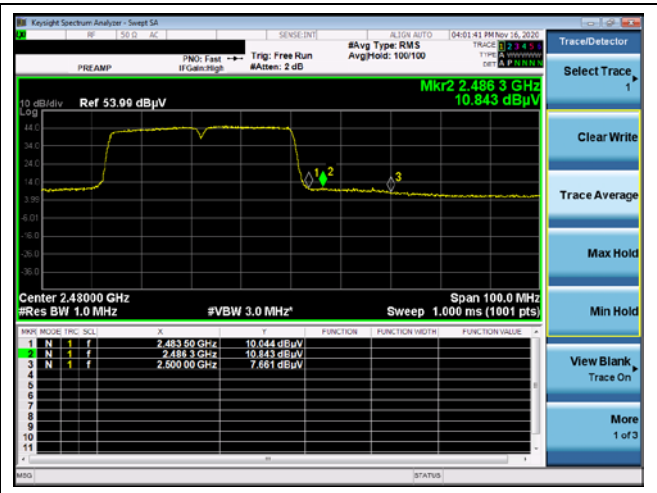 Keysight Spectrum Analyzer - Swept SA
RF 50 Ω AC SENSE:INT ALIGN AUTO 04:01:41 PM Nov 16, 2020
PNO: Fast Trig: Free Run #Avg Type: RMS TRACE 1 2 3 4 5 6
PREAMP IFGain:High #Atten: 2 dB Avg|Hold: 100/100 TYPE A WWWWW
DET A P N N N N
Mkr2 2.486 3 GHz
10.843 dBµV
10 dB/div Ref 53.99 dBµV
Log
44.0
34.0
24.0
14.0
3.99
-6.01
-16.0
-26.0
-36.0
1 2 3
Center 2.48000 GHz Span 100.0 MHz
#Res BW 1.0 MHz #VBW 3.0 MHz* Sweep 1.000 ms (1001 pts)
MKR MODE TRC SCL X Y FUNCTION FUNCTION WIDTH FUNCTION VALUE
1 N 1 f 2.483 50 GHz 10.044 dBµV
2 N 1 f 2.486 3 GHz 10.843 dBµV
3 N 1 f 2.500 00 GHz 7.661 dBµV
4
5
6
7
8
9
10
11
MSG STATUS
Trace/Detector
Select Trace
1
Clear Write
Trace Average
Max Hold
Min Hold
View Blank
Trace On
More
1 of 3